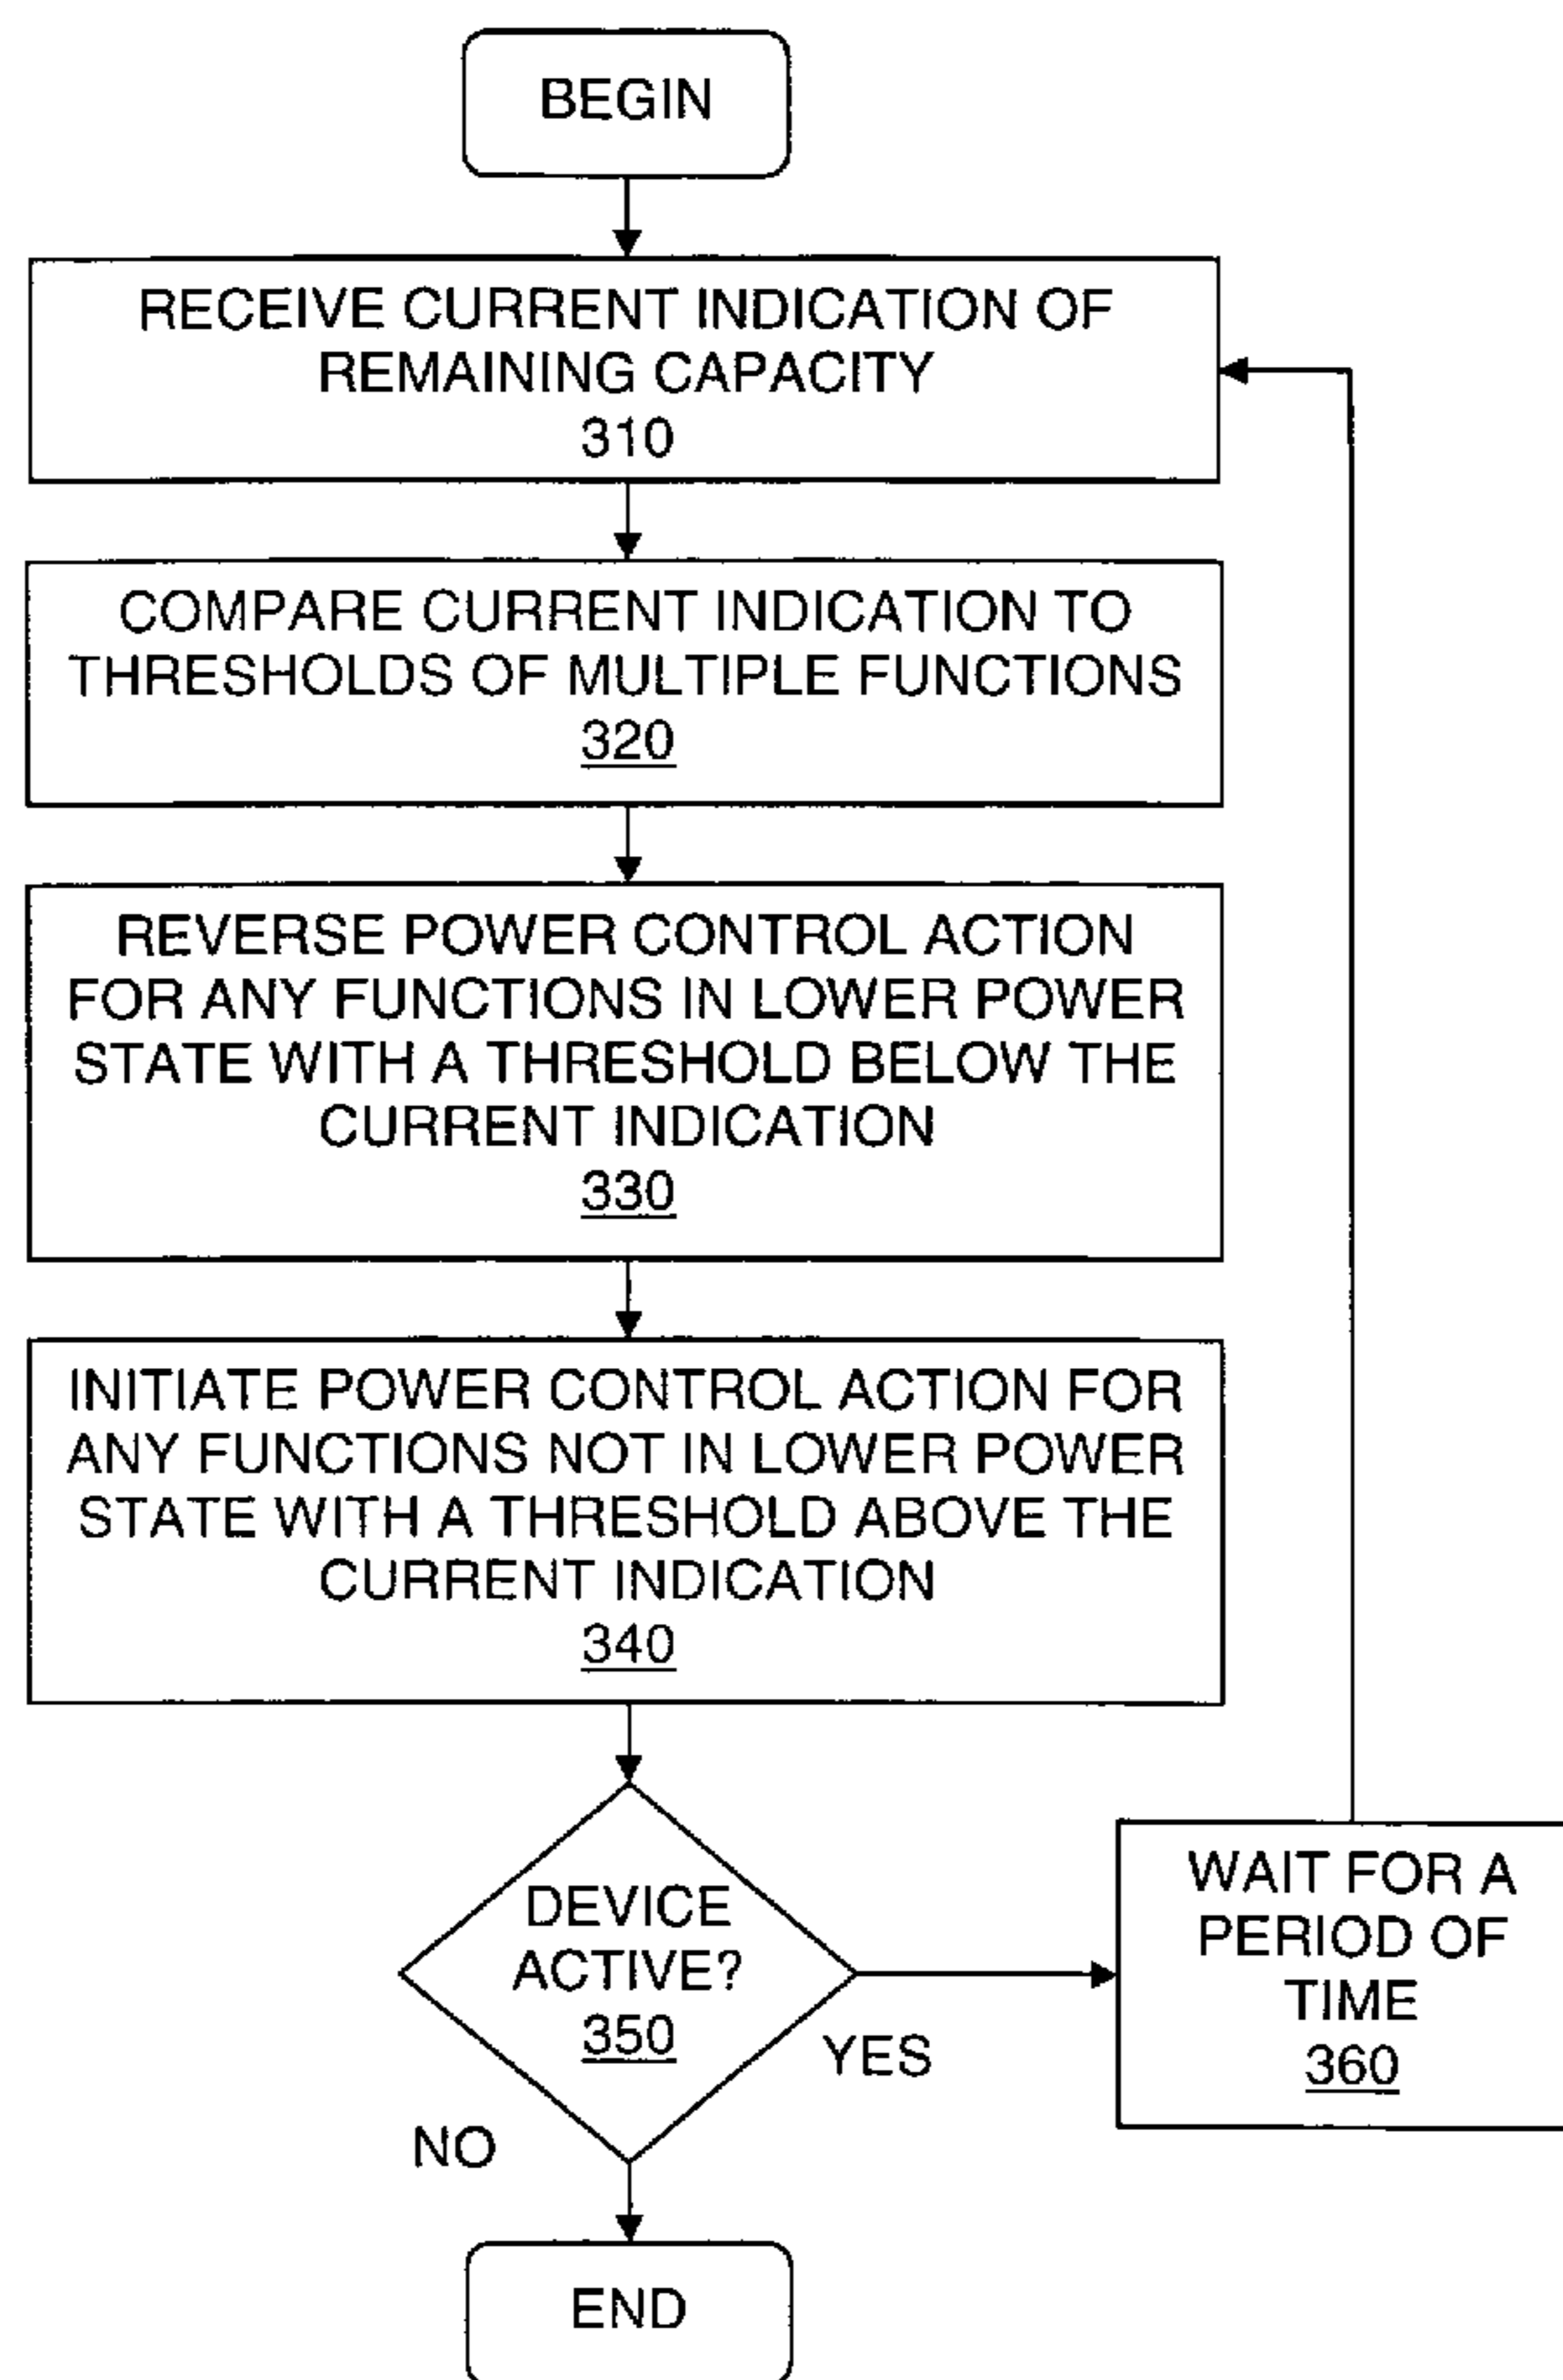 BEGIN
RECEIVE CURRENT INDICATION OF
REMAINING CAPACITY
310
COMPARE CURRENT INDICATION TO
THRESHOLDS OF MULTIPLE FUNCTIONS
320
REVERSE POWER CONTROL ACTION
FOR ANY FUNCTIONS IN LOWER POWER
STATE WITH A THRESHOLD BELOW THE
CURRENT INDICATION
330
INITIATE POWER CONTROL ACTION FOR
ANY FUNCTIONS NOT IN LOWER POWER
STATE WITH A THRESHOLD ABOVE THE
CURRENT INDICATION
340
DEVICE
ACTIVE?
350
YES
WAIT FOR A
PERIOD OF
TIME
360
NO
END